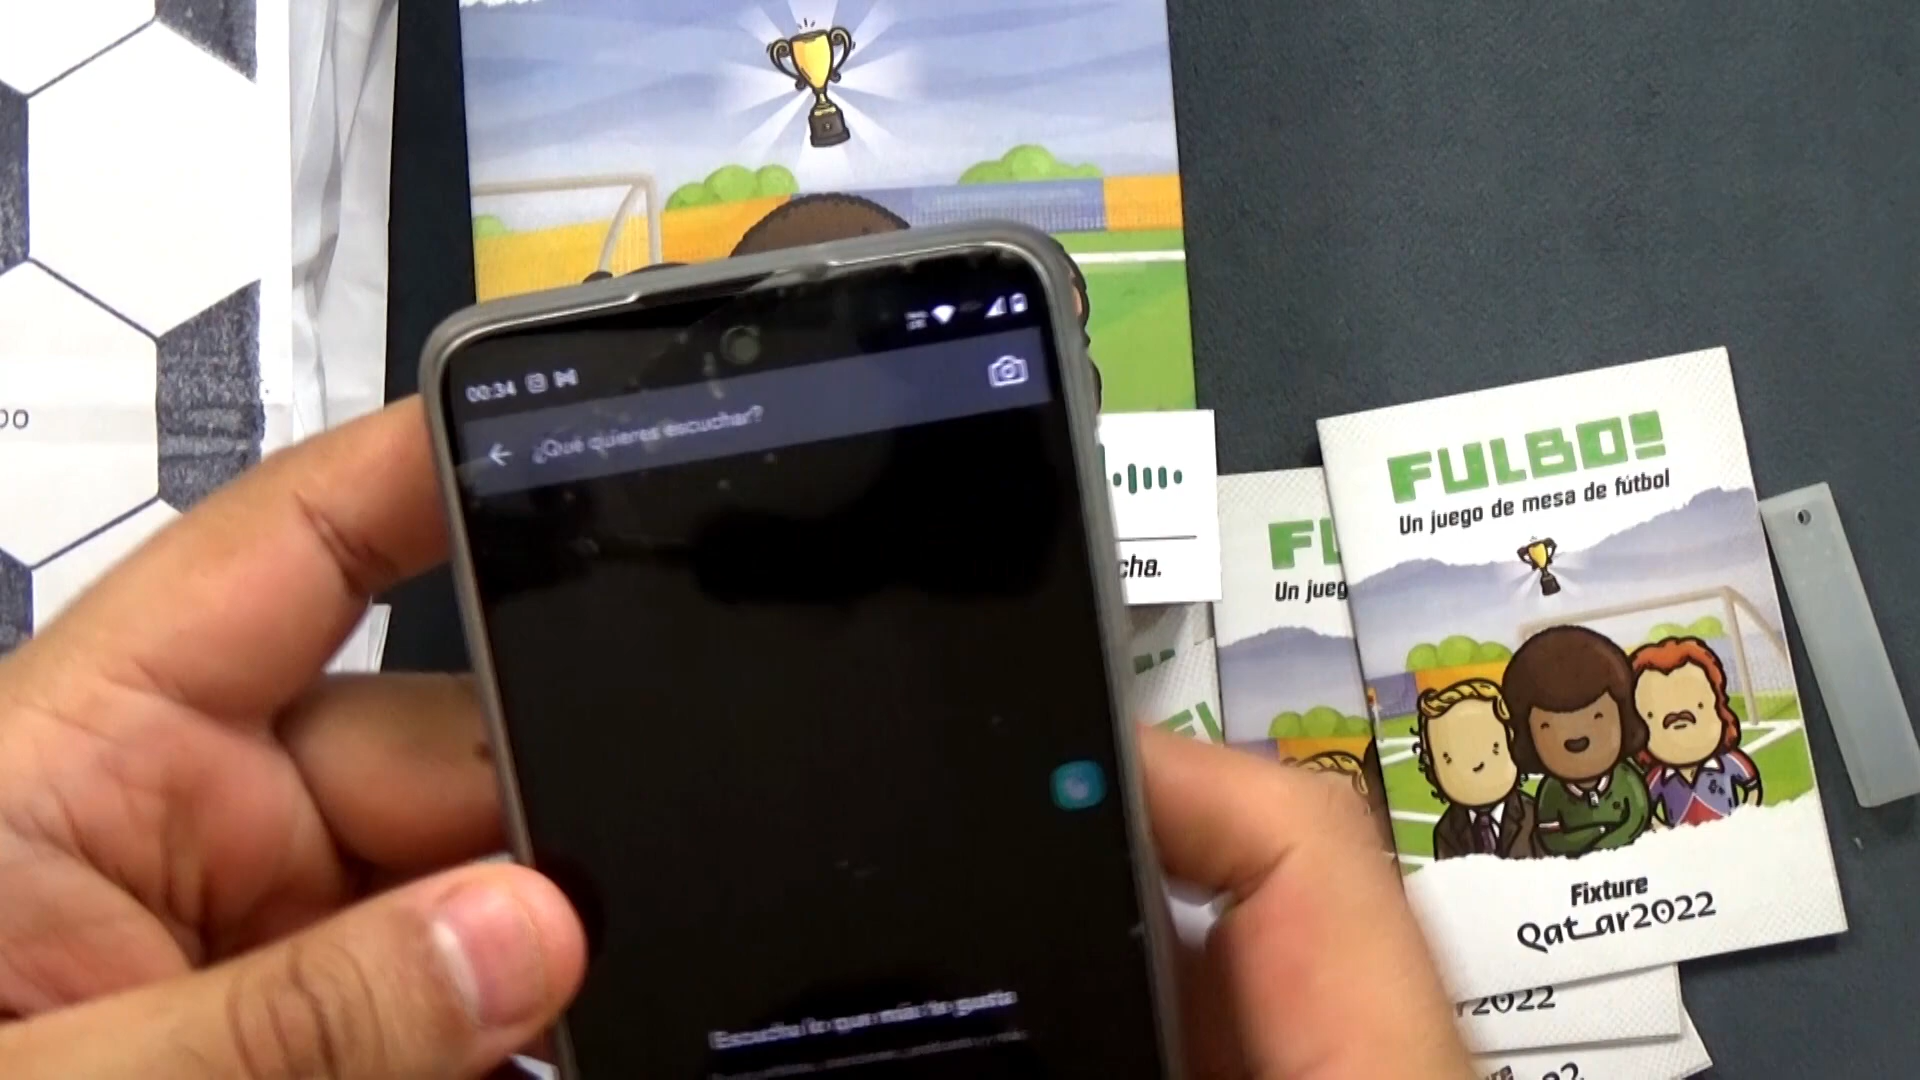 00:34
¿Qué quieres escuchar?
Escucha lo que más te gusta
cha.
FU
Un jueg
FULBO!
Un juego de mesa de fútbol
Fixture
Qatar2022
r2022